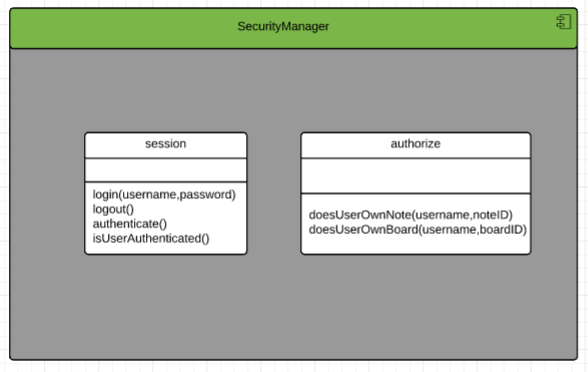 SecurityManager
session
login(username,password)
logout()
authenticate()
isUserAuthenticated()
authorize
doesUserOwnNote(username,noteID)
doesUserOwnBoard(username,boardID)